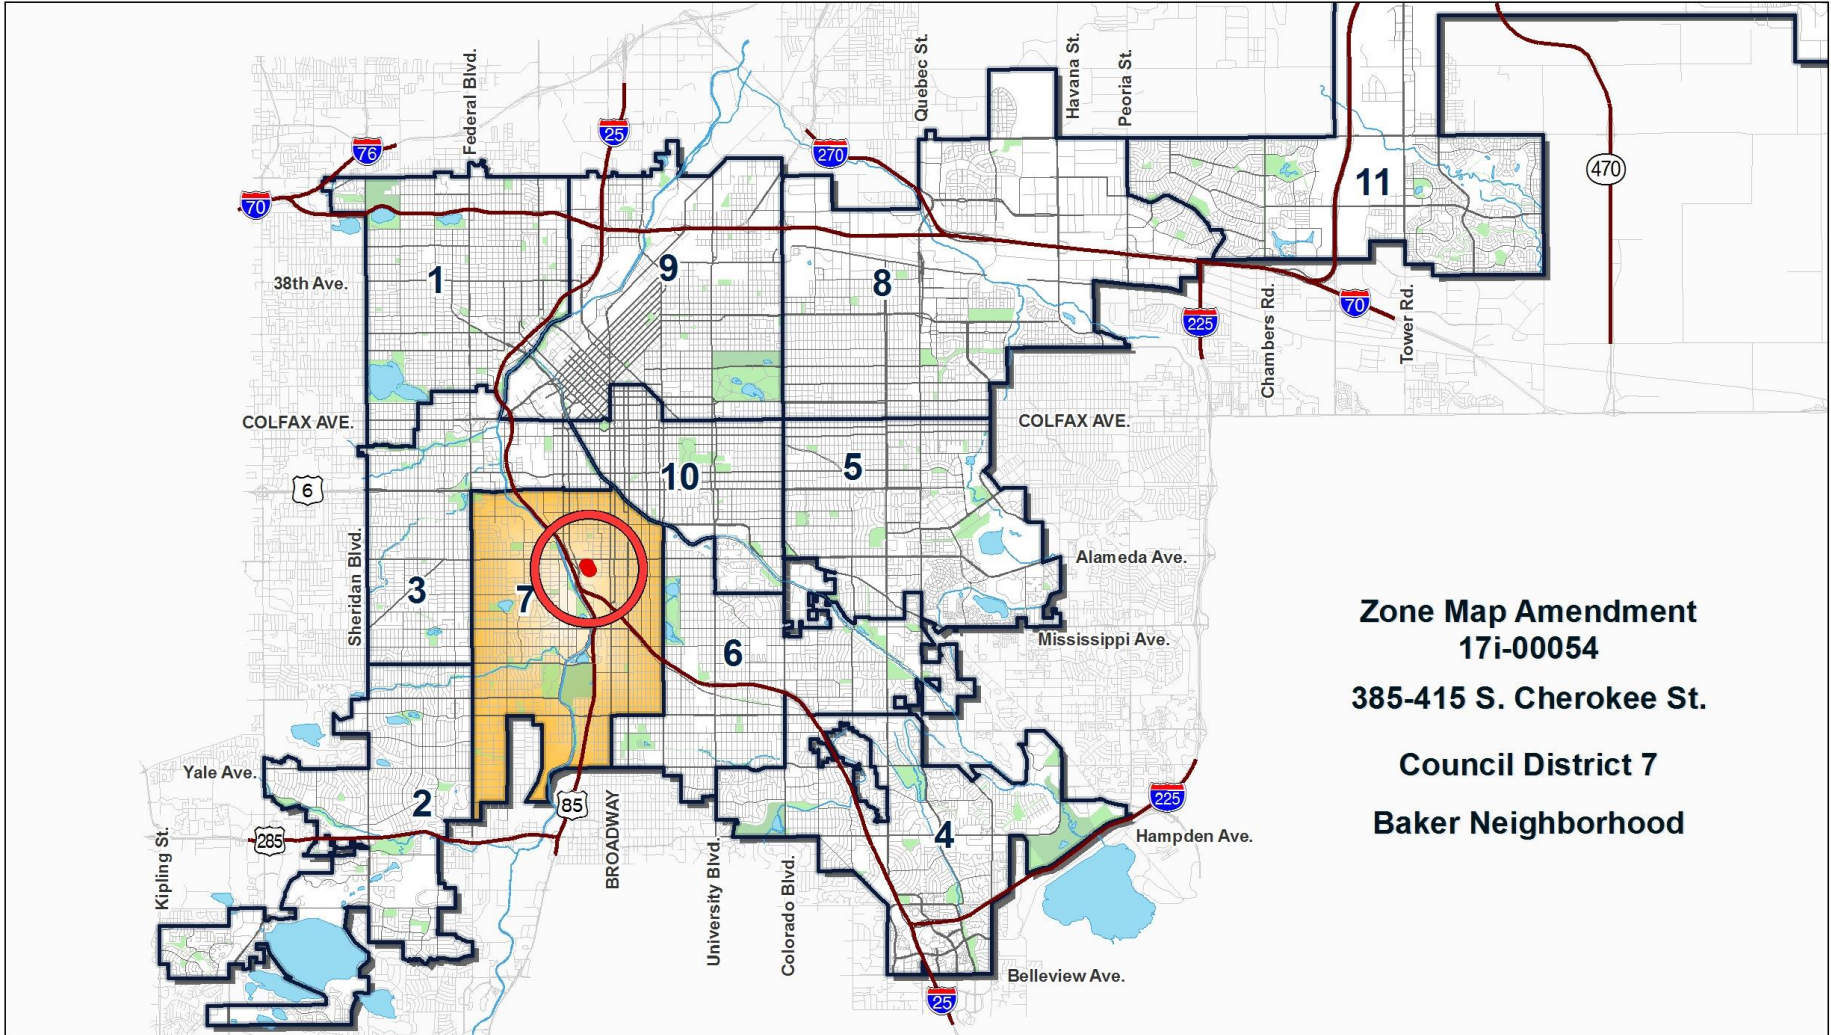 Federal Blvd.
Quebec St.
Havana St.
Peoria St.
76
25
270
70
470
11
1
9
8
38th Ave.
225
70
Chambers Rd.
Tower Rd.
COLFAX AVE.
COLFAX AVE.
6
10
5
Sheridan Blvd.
3
7
Alameda Ave.
6
Mississippi Ave.
Zone Map Amendment
17i-00054
385-415 S. Cherokee St.
Council District 7
Baker Neighborhood
Yale Ave.
2
85
BROADWAY
285
Kipling St.
University Blvd.
Colorado Blvd.
4
225
Hampden Ave.
Belleview Ave.
25